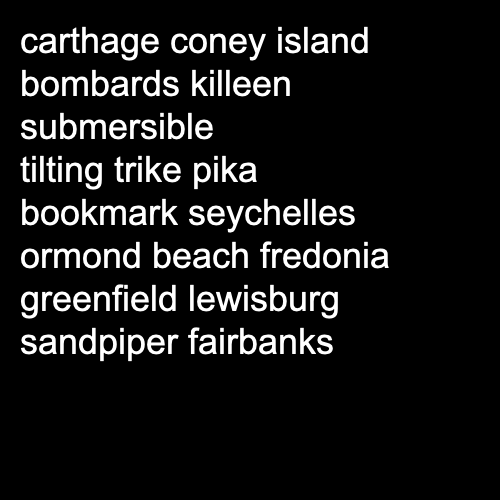 carthage coney island
bombards killeen
submersible
tilting trike pika
bookmark seychelles
ormond beach fredonia
greenfield lewisburg
sandpiper fairbanks